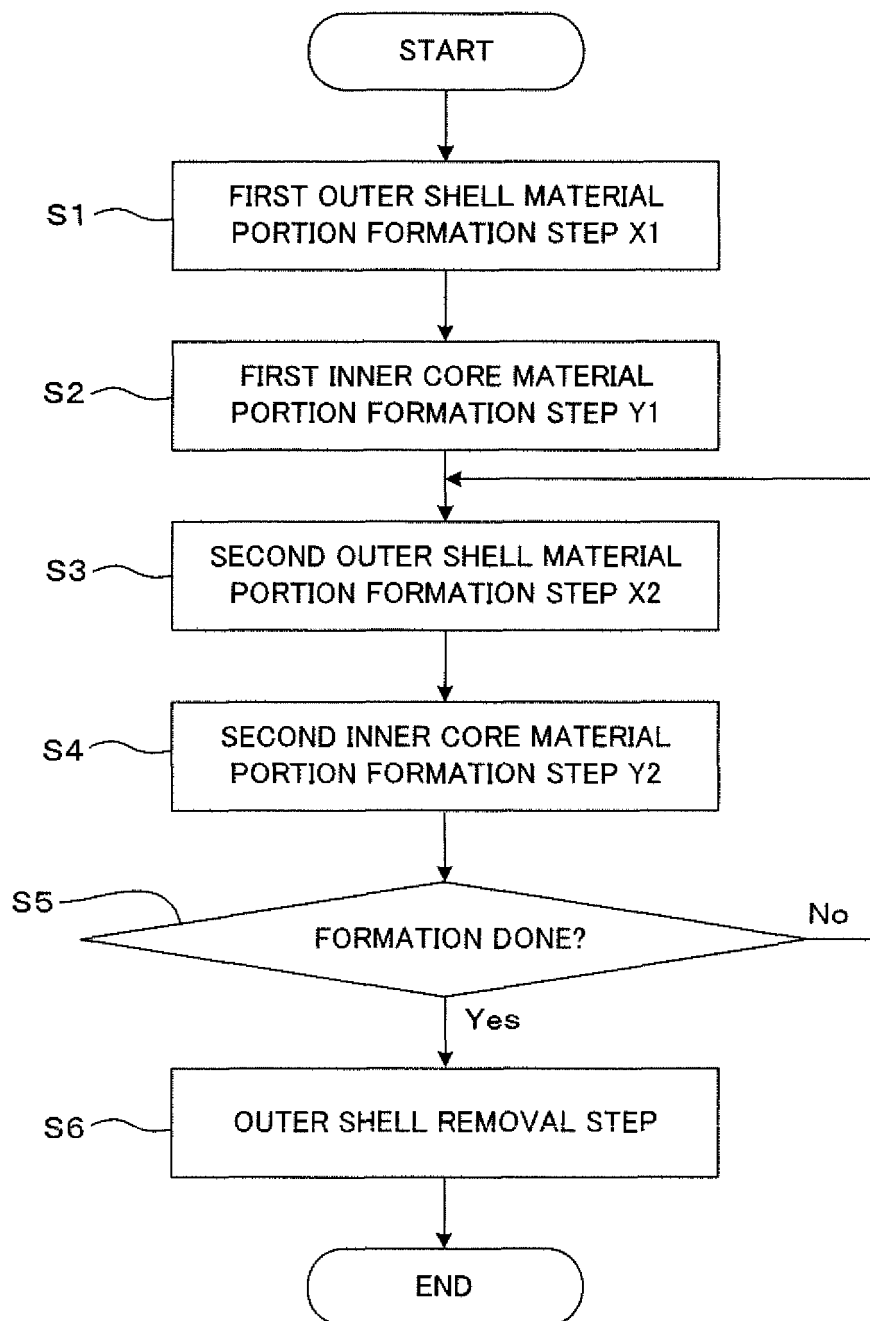 START
S1
FIRST OUTER SHELL MATERIAL
PORTION FORMATION STEP X1
S2
FIRST INNER CORE MATERIAL
PORTION FORMATION STEP Y1
S3
SECOND OUTER SHELL MATERIAL
PORTION FORMATION STEP X2
S4
SECOND INNER CORE MATERIAL
PORTION FORMATION STEP Y2
S5
FORMATION DONE?
No
Yes
S6
OUTER SHELL REMOVAL STEP
END